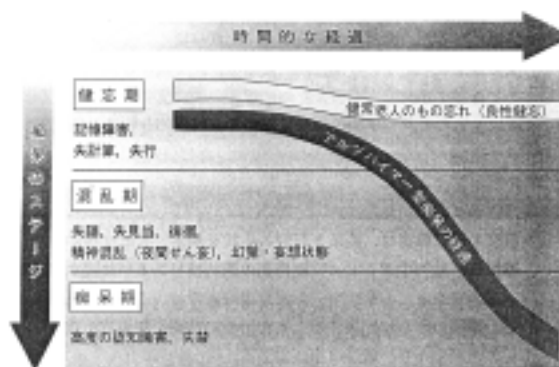 時間的な経過
健忘期
健常老人のもの忘れ（良性健忘）
記憶障害、
失計算、失行
アルツハイマー型痴呆の経過
混乱期
失語、失見当、徘徊、
精神混乱（夜間せん妄）、幻覚・妄想状態
痴呆期
高度の認知障害、失禁
のステージ